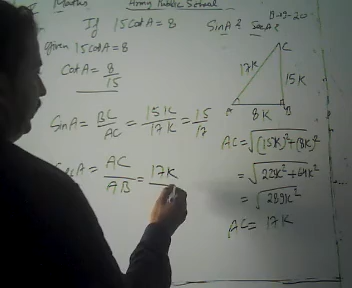 Maths Army Public School
If 15 cot A = 8 Sin A ? Sec A ?
given 15 cot A = 8
Cot A = 8/15
Sin A = BC/AC = 15K/17K = 15/17
Sec A = AC/AB = 17K
C
17K
15K
B
8K
AC = √(15K)²+(8K)²
= √225K²+64K²
= √289K²
AC = 17K